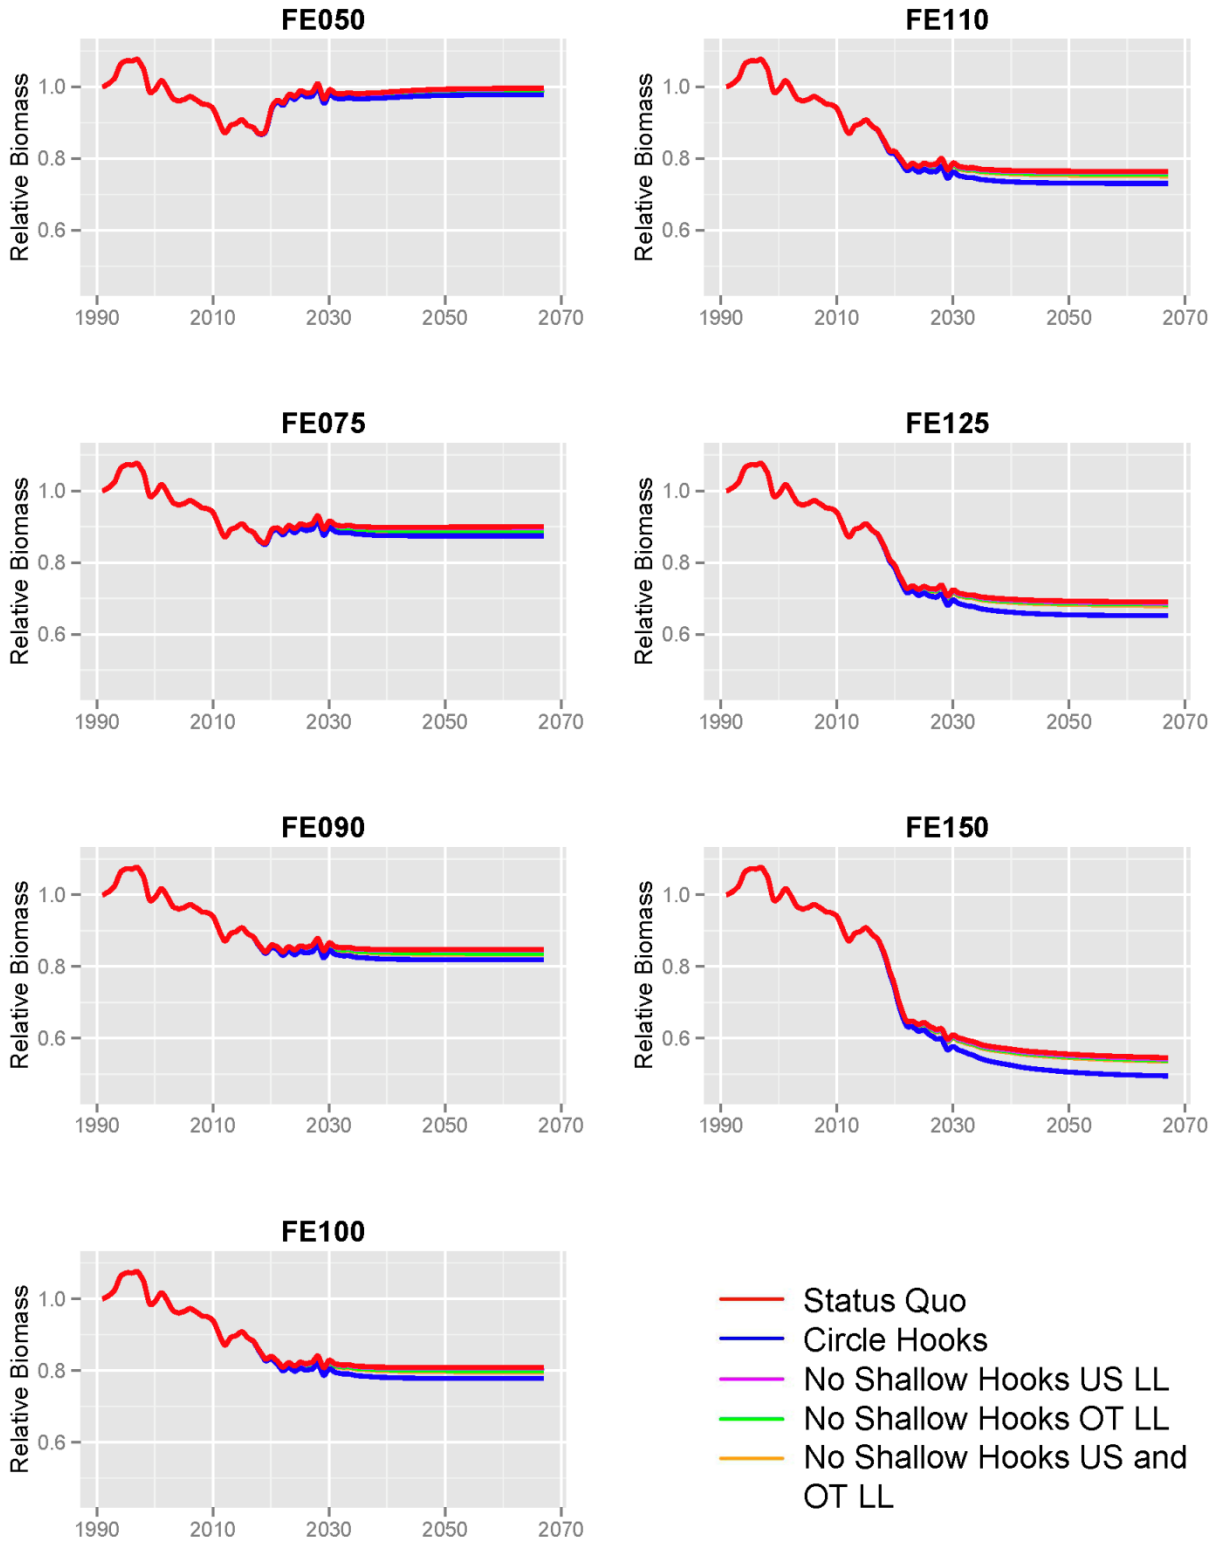 FE050
Relative Biomass
1.0
0.8
0.6
1990 2010 2030 2050 2070
FE110
Relative Biomass
1.0
0.8
0.6
1990 2010 2030 2050 2070
FE075
Relative Biomass
1.0
0.8
0.6
1990 2010 2030 2050 2070
FE125
Relative Biomass
1.0
0.8
0.6
1990 2010 2030 2050 2070
FE090
Relative Biomass
1.0
0.8
0.6
1990 2010 2030 2050 2070
FE150
Relative Biomass
1.0
0.8
0.6
1990 2010 2030 2050 2070
FE100
Relative Biomass
1.0
0.8
0.6
1990 2010 2030 2050 2070
Status Quo
Circle Hooks
No Shallow Hooks US LL
No Shallow Hooks OT LL
No Shallow Hooks US and
OT LL